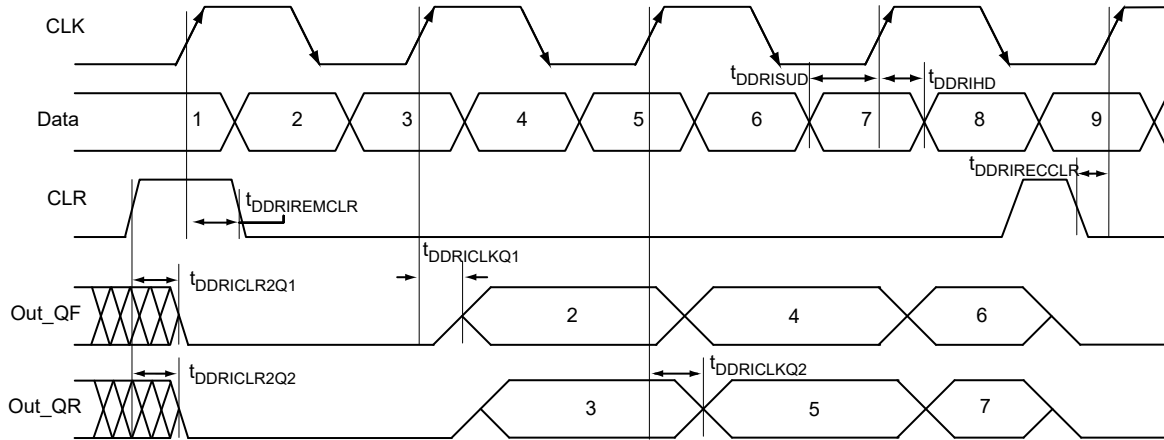 CLK
tDDRISUD
tDDRIHD
Data
1 2 3 4 5 6 7 8 9
tDDRIRECCLR
CLR
tDDRIREMCLR
tDDRICLKQ1
tDDRICLR2Q1
Out_QF
2 4 6
tDDRICLKQ2
tDDRICLR2Q2
Out_QR
3 5 7